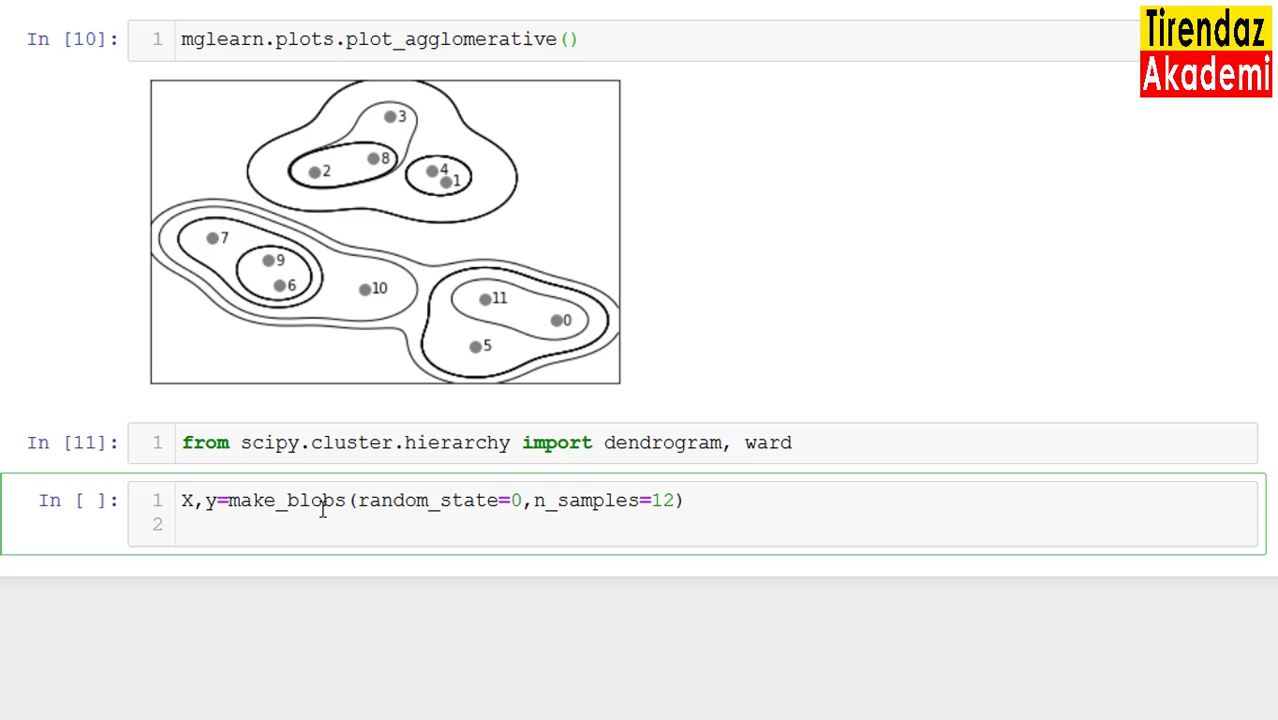 Tirendaz
Akademi
In [10]: 1 mglearn.plots.plot_agglomerative()
3
8
2
4
1
7
9
6
10
11
0
5
In [11]: 1 from scipy.cluster.hierarchy import dendrogram, ward
In [ ]: 1 X,y=make_blobs(random_state=0,n_samples=12)
2